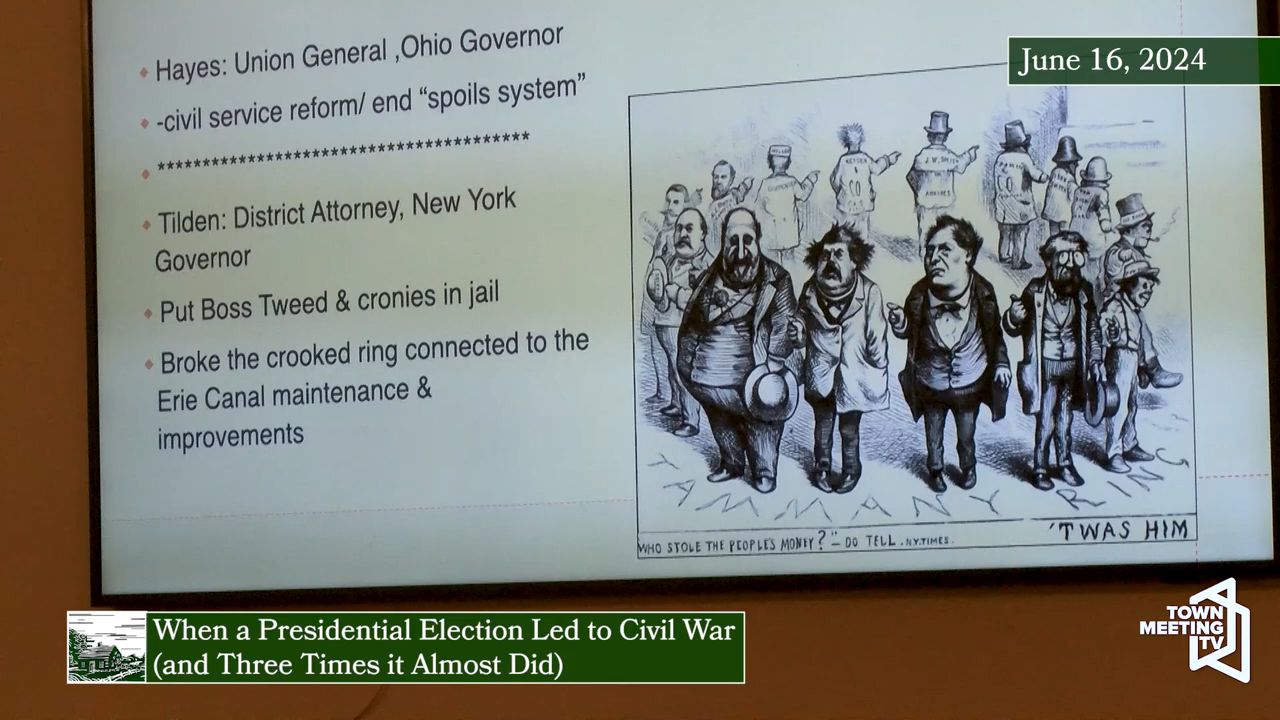 Hayes: Union General ,Ohio Governor
-civil service reform/ end “spoils system”
****************************************
Tilden: District Attorney, New York
Governor
Put Boss Tweed & cronies in jail
Broke the crooked ring connected to the
Erie Canal maintenance &
improvements
June 16, 2024
TAMMANY RING
WHO STOLE THE PEOPLE'S MONEY?" — DO TELL. N.Y. TIMES.
'TWAS HIM
When a Presidential Election Led to Civil War
(and Three Times it Almost Did)
TOWN
MEETING
TV